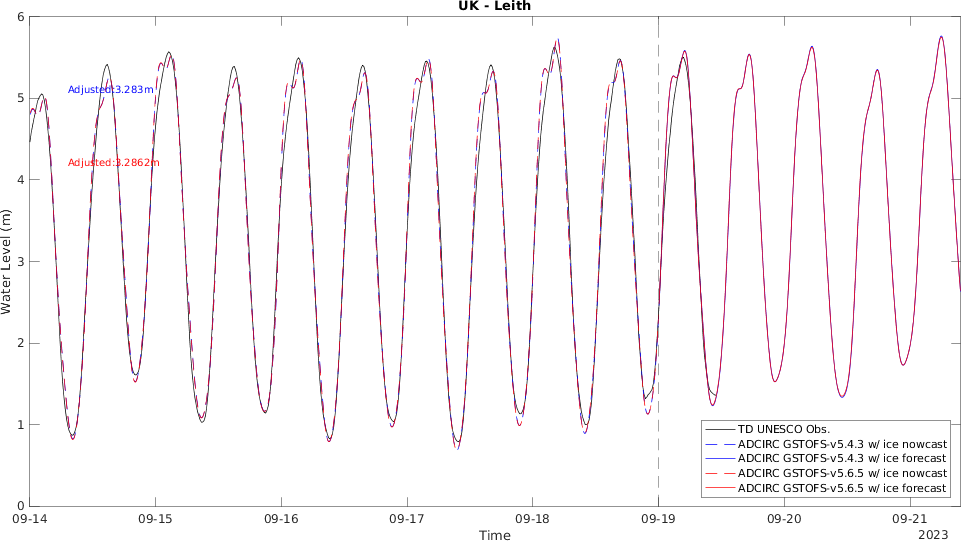 UK - Leith
6
5
4
3
2
1
0
Water Level (m)
Adjusted:3.283m
Adjusted:3.2862m
TD UNESCO Obs.
ADCIRC GSTOFS-v5.4.3 w/ ice nowcast
ADCIRC GSTOFS-v5.4.3 w/ ice forecast
ADCIRC GSTOFS-v5.6.5 w/ ice nowcast
ADCIRC GSTOFS-v5.6.5 w/ ice forecast
09-14 09-15 09-16 09-17 09-18 09-19 09-20 09-21
Time
2023